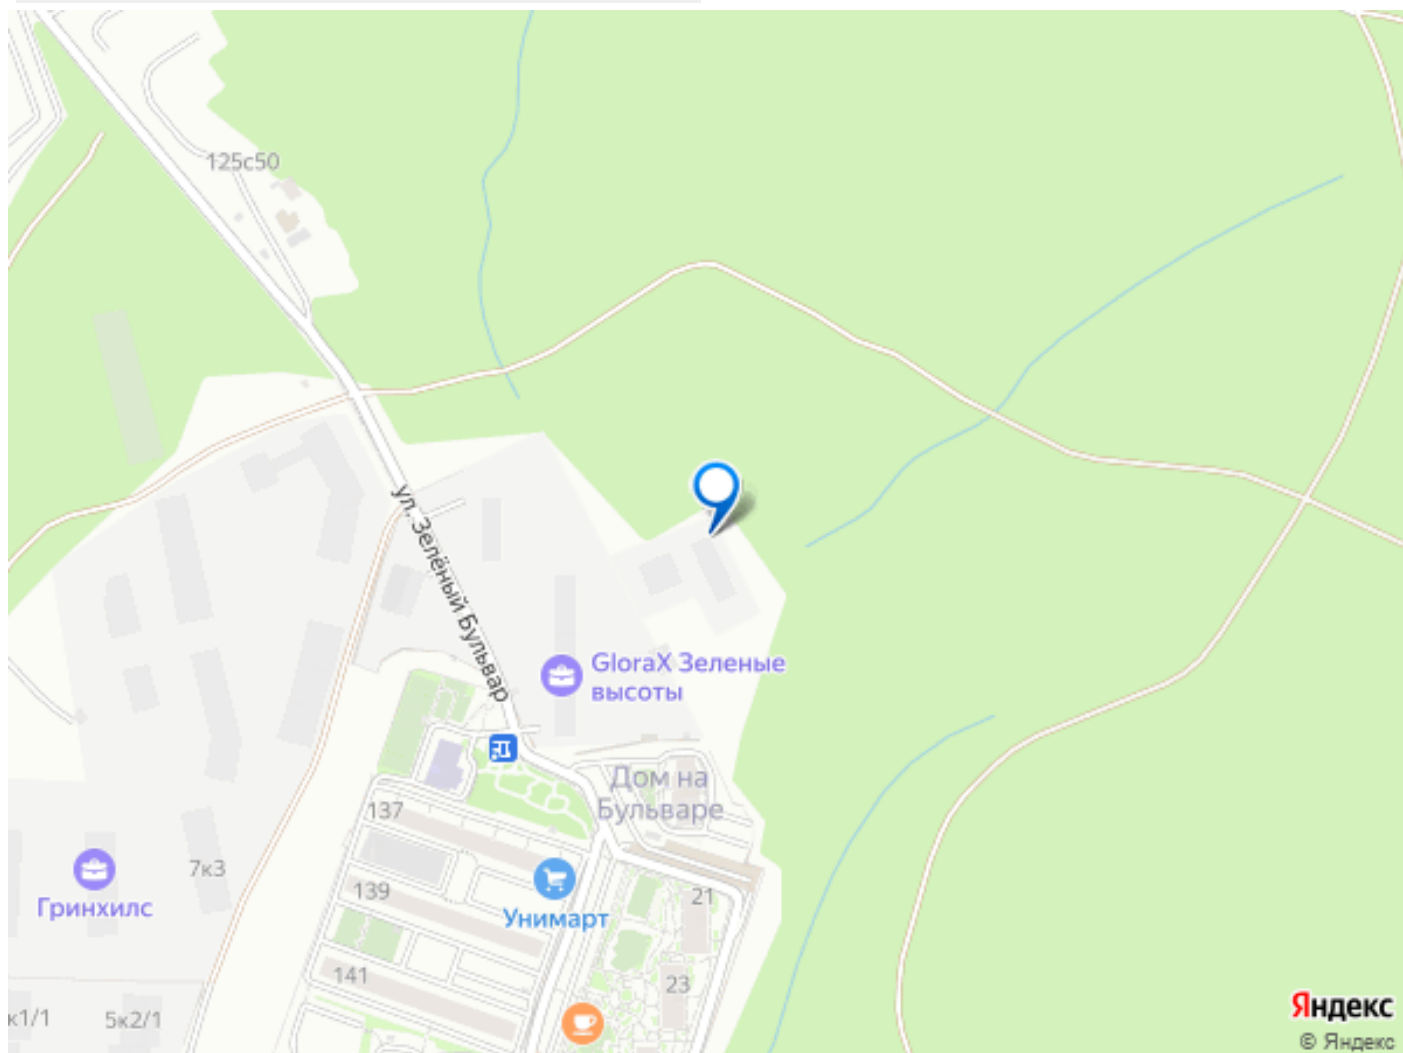 125с50
ул. Зелёный Бульвар
GloraX Зеленые
высоты
Дом на
Бульваре
137
7к3
139
Гринхилс
Унимарт
21
141
23
к1/1
5к2/1
Яндекс
© Яндекс